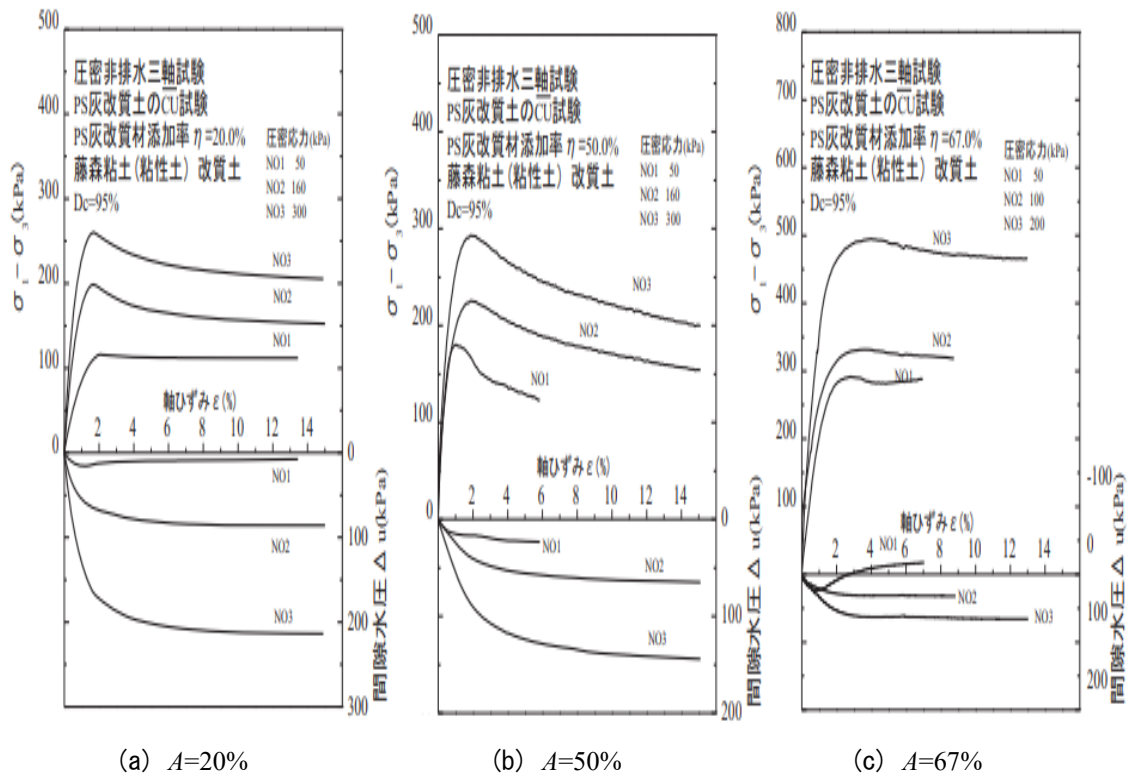 500
400
300
200
100
0
σ₁－σ₃(kPa)
圧密非排水三軸試験
PS灰改質土のC̅U̅試験
PS灰改質材添加率 η=20.0%
藤森粘土(粘性土) 改質土
Dc=95%
圧密応力(kPa)
NO1 50
NO2 160
NO3 300
NO3
NO2
NO1
軸ひずみ ε(%)
2 4 6 8 10 12 14
NO1
NO2
NO3
0
100
200
300
間隙水圧 Δu(kPa)
(a) A=20%
500
400
300
200
100
0
σ₁－σ₃(kPa)
圧密非排水三軸試験
PS灰改質土のC̅U̅試験
PS灰改質材添加率 η=50.0%
藤森粘土(粘性土) 改質土
Dc=95%
圧密応力(kPa)
NO1 50
NO2 160
NO3 300
NO3
NO2
NO1
軸ひずみ ε(%)
2 4 6 8 10 12 14
NO1
NO2
NO3
0
100
200
間隙水圧 Δu(kPa)
(b) A=50%
800
700
600
500
400
300
200
100
σ₁－σ₃(kPa)
圧密非排水三軸試験
PS灰改質土のC̅U̅試験
PS灰改質材添加率 η=67.0%
藤森粘土(粘性土) 改質土
Dc=95%
圧密応力(kPa)
NO1 50
NO2 100
NO3 200
NO3
NO2
NO1
軸ひずみ ε(%)
2 4 6 8 10 12 14
NO1
NO2
NO3
-100
0
100
200
間隙水圧 Δu(kPa)
(c) A=67%